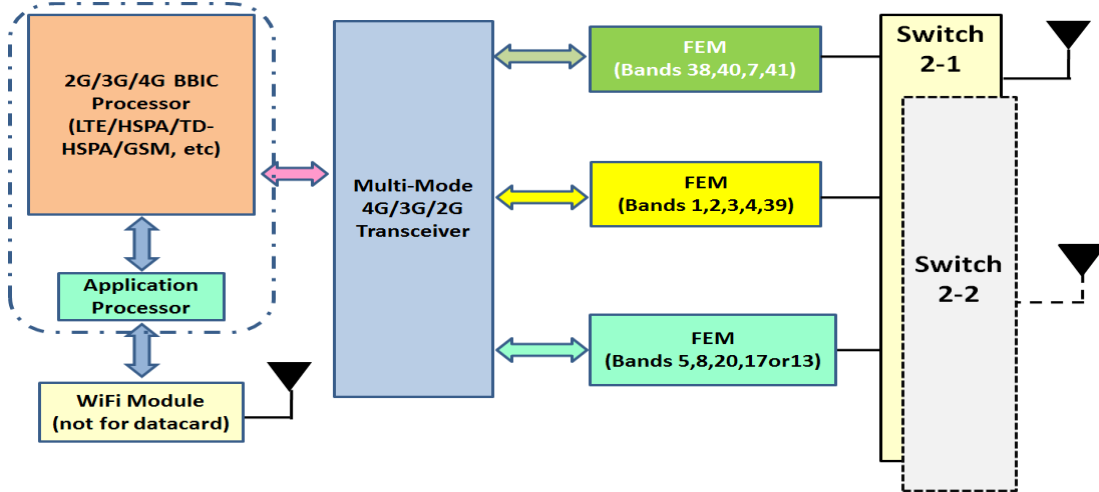 2G/3G/4G BBIC
Processor
(LTE/HSPA/TD-
HSPA/GSM, etc)
Application
Processor
WiFi Module
(not for datacard)
Multi-Mode
4G/3G/2G
Transceiver
FEM
(Bands 38,40,7,41)
FEM
(Bands 1,2,3,4,39)
FEM
(Bands 5,8,20,17or13)
Switch
2-1
Switch
2-2